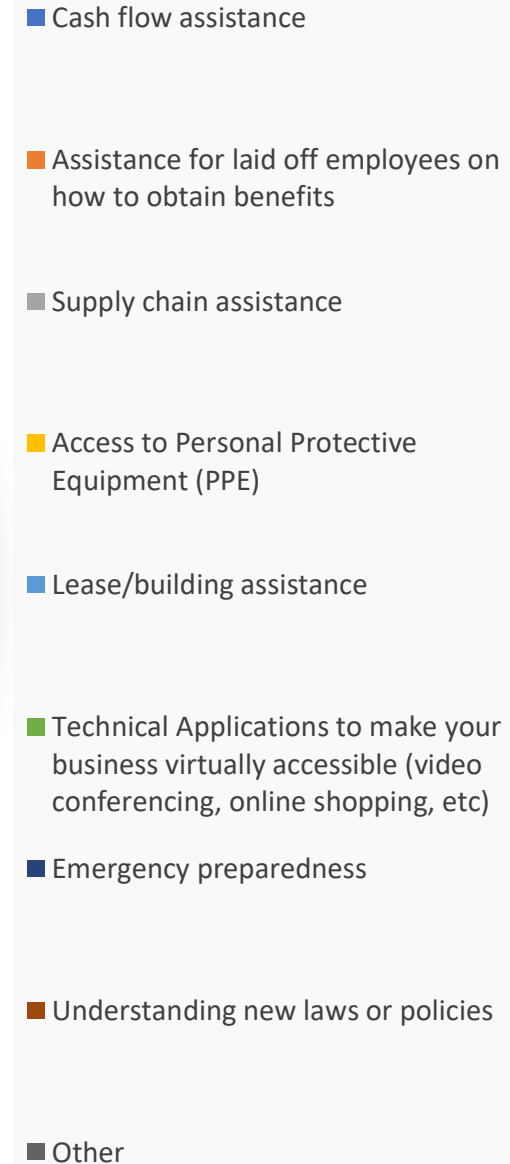 Cash flow assistance
Assistance for laid off employees on
how to obtain benefits
Supply chain assistance
Access to Personal Protective
Equipment (PPE)
Lease/building assistance
Technical Applications to make your
business virtually accessible (video
conferencing, online shopping, etc)
Emergency preparedness
Understanding new laws or policies
Other